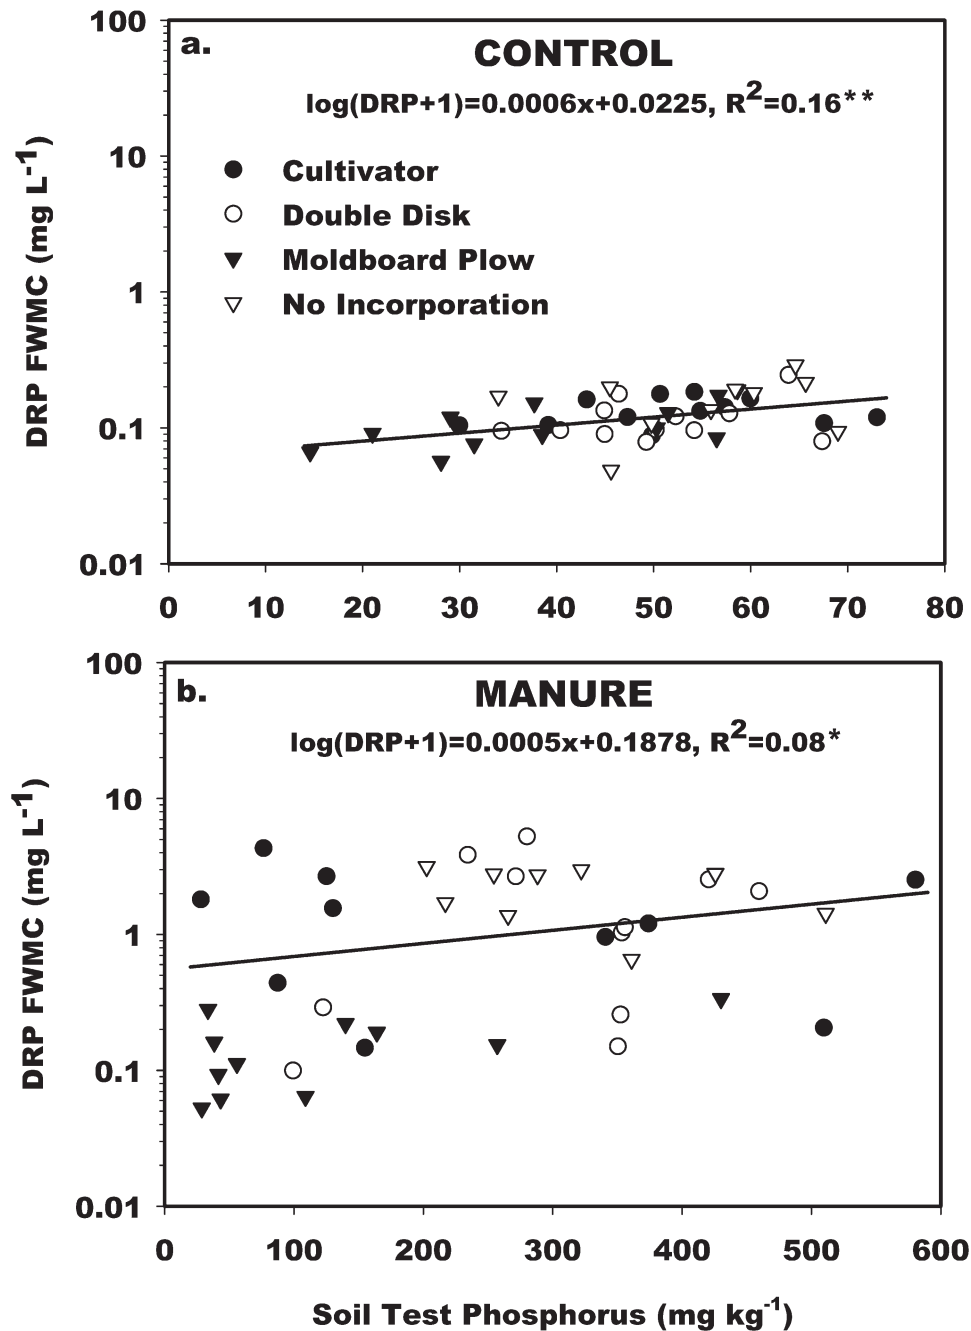 a.
CONTROL
log(DRP+1)=0.0006x+0.0225, R²=0.16**
Cultivator
Double Disk
Moldboard Plow
No Incorporation
DRP FWMC (mg L⁻¹)
100
10
1
0.1
0.01
0 10 20 30 40 50 60 70 80
b.
MANURE
log(DRP+1)=0.0005x+0.1878, R²=0.08*
DRP FWMC (mg L⁻¹)
100
10
1
0.1
0.01
0 100 200 300 400 500 600
Soil Test Phosphorus (mg kg⁻¹)